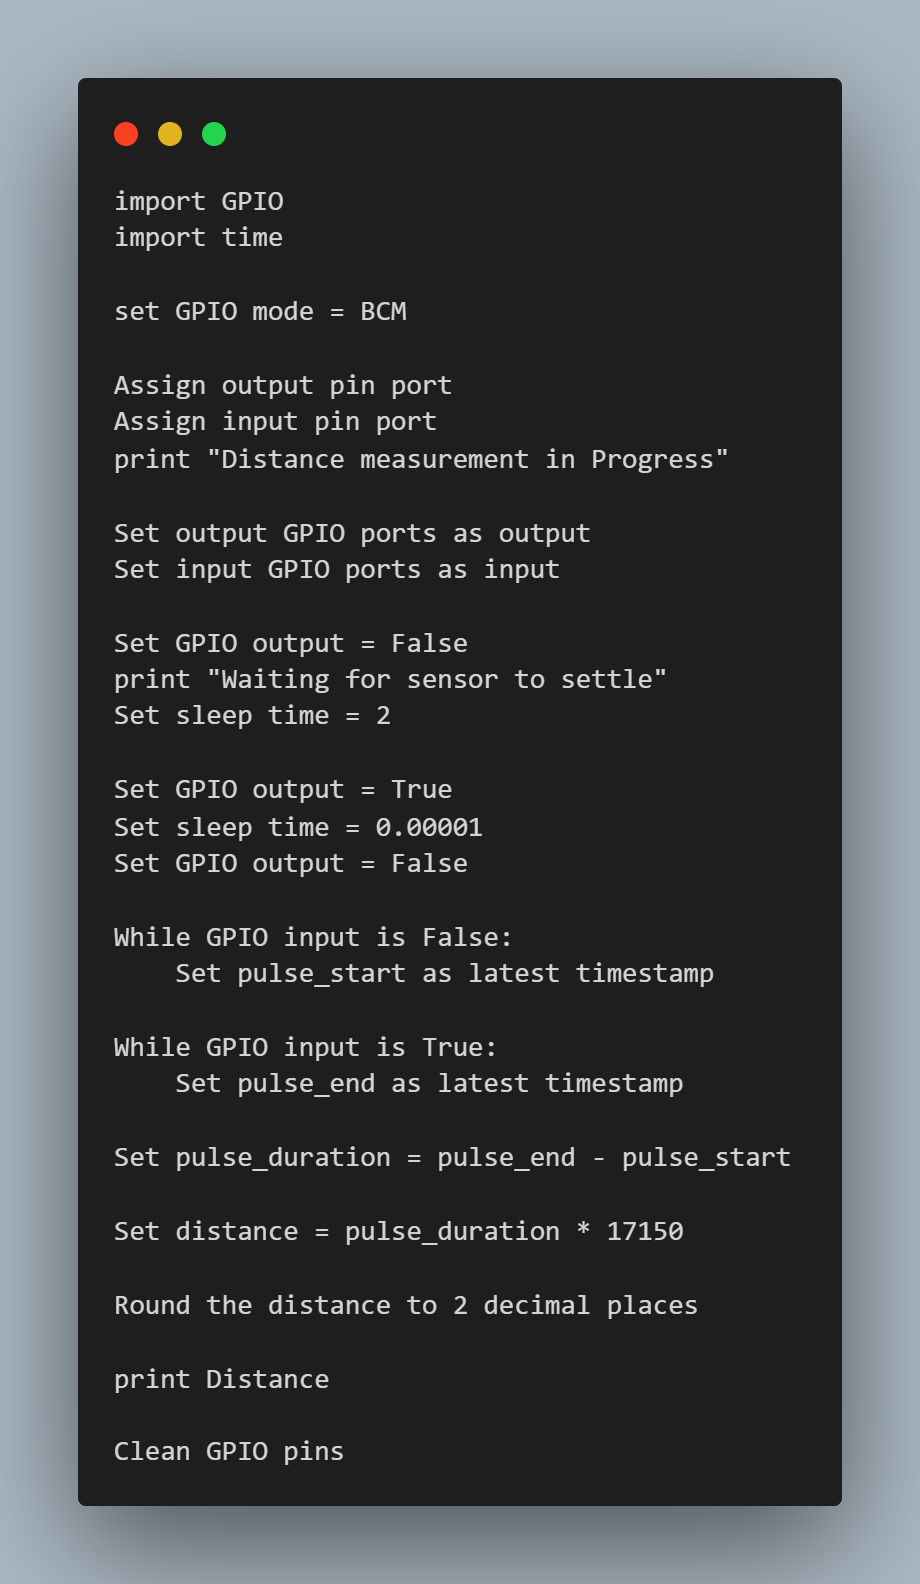 import GPIO
import time
set GPIO mode = BCM
Assign output pin port
Assign input pin port
print "Distance measurement in Progress"
Set output GPIO ports as output
Set input GPIO ports as input
Set GPIO output = False
print "Waiting for sensor to settle"
Set sleep time = 2
Set GPIO output = True
Set sleep time = 0.00001
Set GPIO output = False
While GPIO input is False:
    Set pulse_start as latest timestamp
While GPIO input is True:
    Set pulse_end as latest timestamp
Set pulse_duration = pulse_end - pulse_start
Set distance = pulse_duration * 17150
Round the distance to 2 decimal places
print Distance
Clean GPIO pins